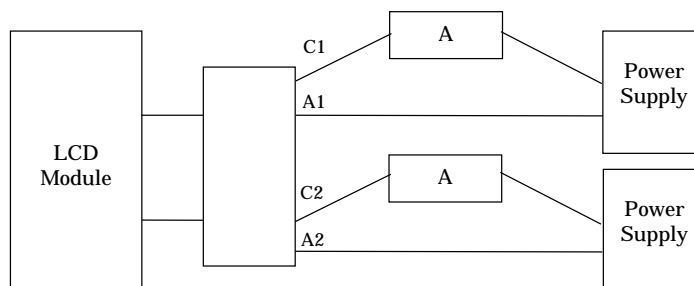 C1
A
Power
Supply
A1
LCD
Module
C2
A
Power
Supply
A2